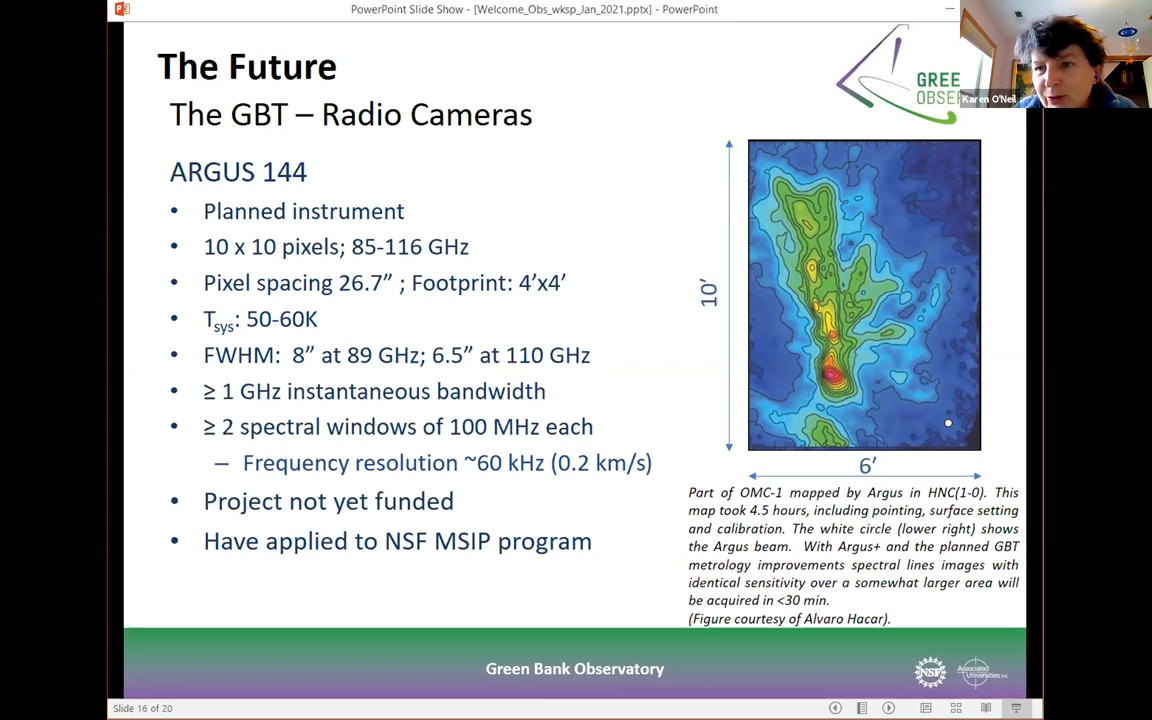 PowerPoint Slide Show - [Welcome_Obs_wksp_Jan_2021.pptx] - PowerPoint
The Future
The GBT – Radio Cameras
GREE
OBSE
Karen O'Neil
ARGUS 144
• Planned instrument
• 10 x 10 pixels; 85-116 GHz
• Pixel spacing 26.7” ; Footprint: 4’x4’
• Tsys: 50-60K
• FWHM: 8” at 89 GHz; 6.5” at 110 GHz
• ≥ 1 GHz instantaneous bandwidth
• ≥ 2 spectral windows of 100 MHz each
– Frequency resolution ~60 kHz (0.2 km/s)
• Project not yet funded
• Have applied to NSF MSIP program
10’
6’
Part of OMC-1 mapped by Argus in HNC(1-0). This
map took 4.5 hours, including pointing, surface setting
and calibration. The white circle (lower right) shows
the Argus beam. With Argus+ and the planned GBT
metrology improvements spectral lines images with
identical sensitivity over a somewhat larger area will
be acquired in <30 min.
(Figure courtesy of Alvaro Hacar).
Green Bank Observatory
NSF
Associated
Universities, Inc.
Slide 16 of 20